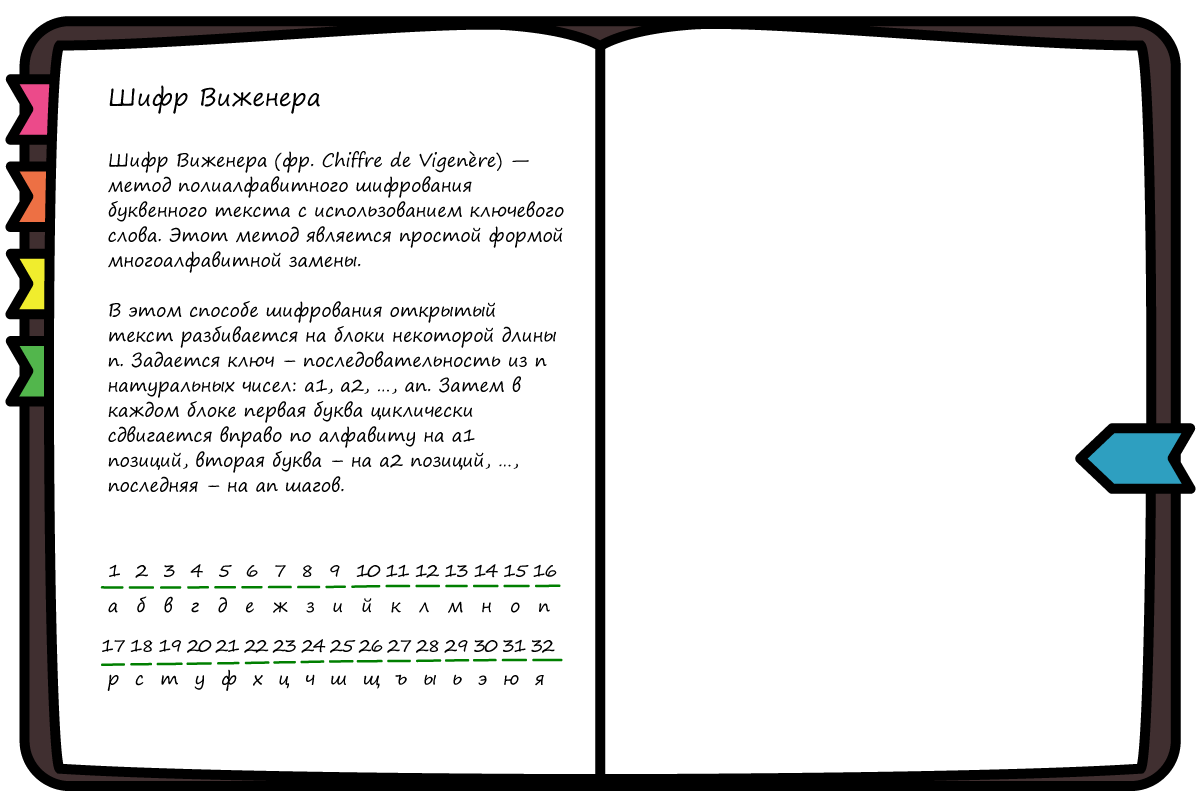 Шифр Виженера
Шифр Виженера (фр. Chiffre de Vigenère) —
метод полиалфавитного шифрования
буквенного текста с использованием ключевого
слова. Этот метод является простой формой
многоалфавитной замены.
В этом способе шифрования открытый
текст разбивается на блоки некоторой длины
n. Задается ключ – последовательность из n
натуральных чисел: a1, a2, ..., an. Затем в
каждом блоке первая буква циклически
сдвигается вправо по алфавиту на a1
позиций, вторая буква – на a2 позиций, ...,
последняя – на an шагов.
1 2 3 4 5 6 7 8 9 10 11 12 13 14 15 16
а б в г д е ж з и й к л м н о п
17 18 19 20 21 22 23 24 25 26 27 28 29 30 31 32
р с т у ф х ц ч ш щ ъ ы ь э ю я